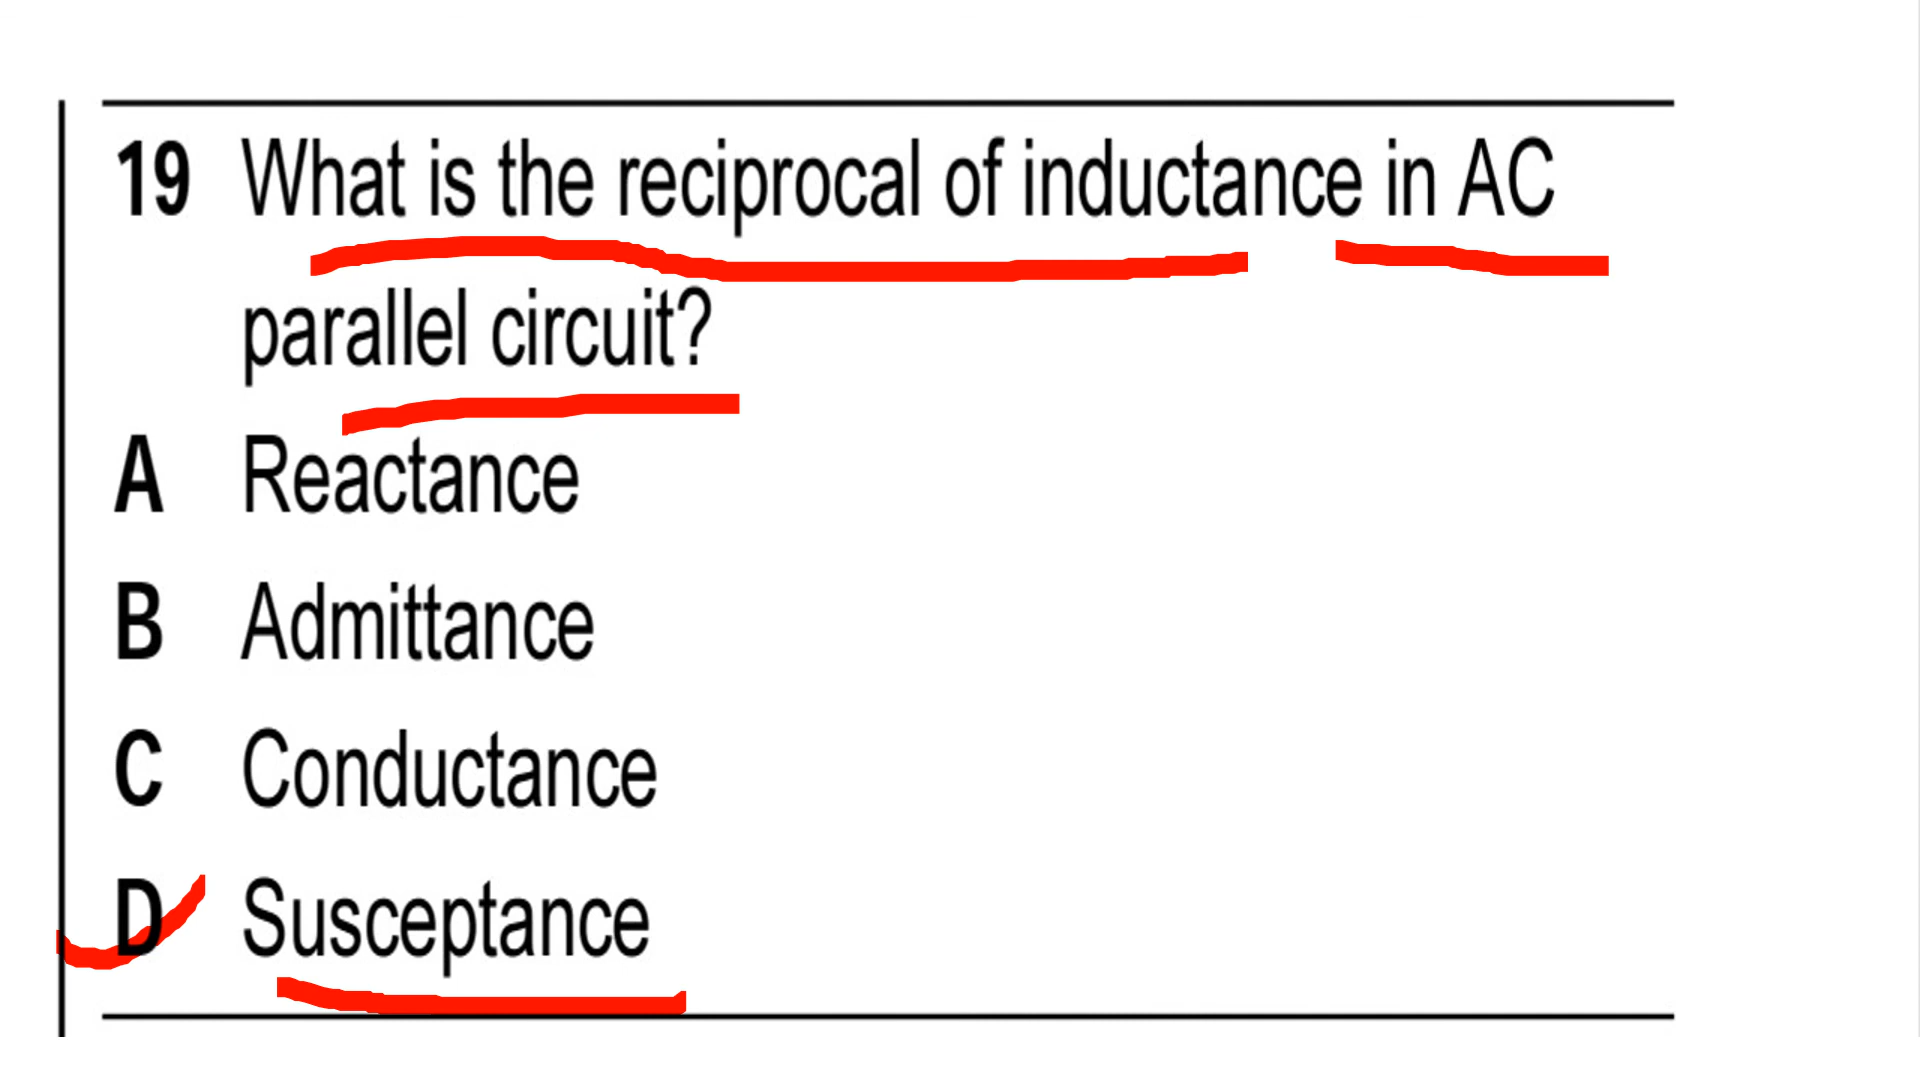 19 What is the reciprocal of inductance in AC
parallel circuit?
A Reactance
B Admittance
C Conductance
D Susceptance